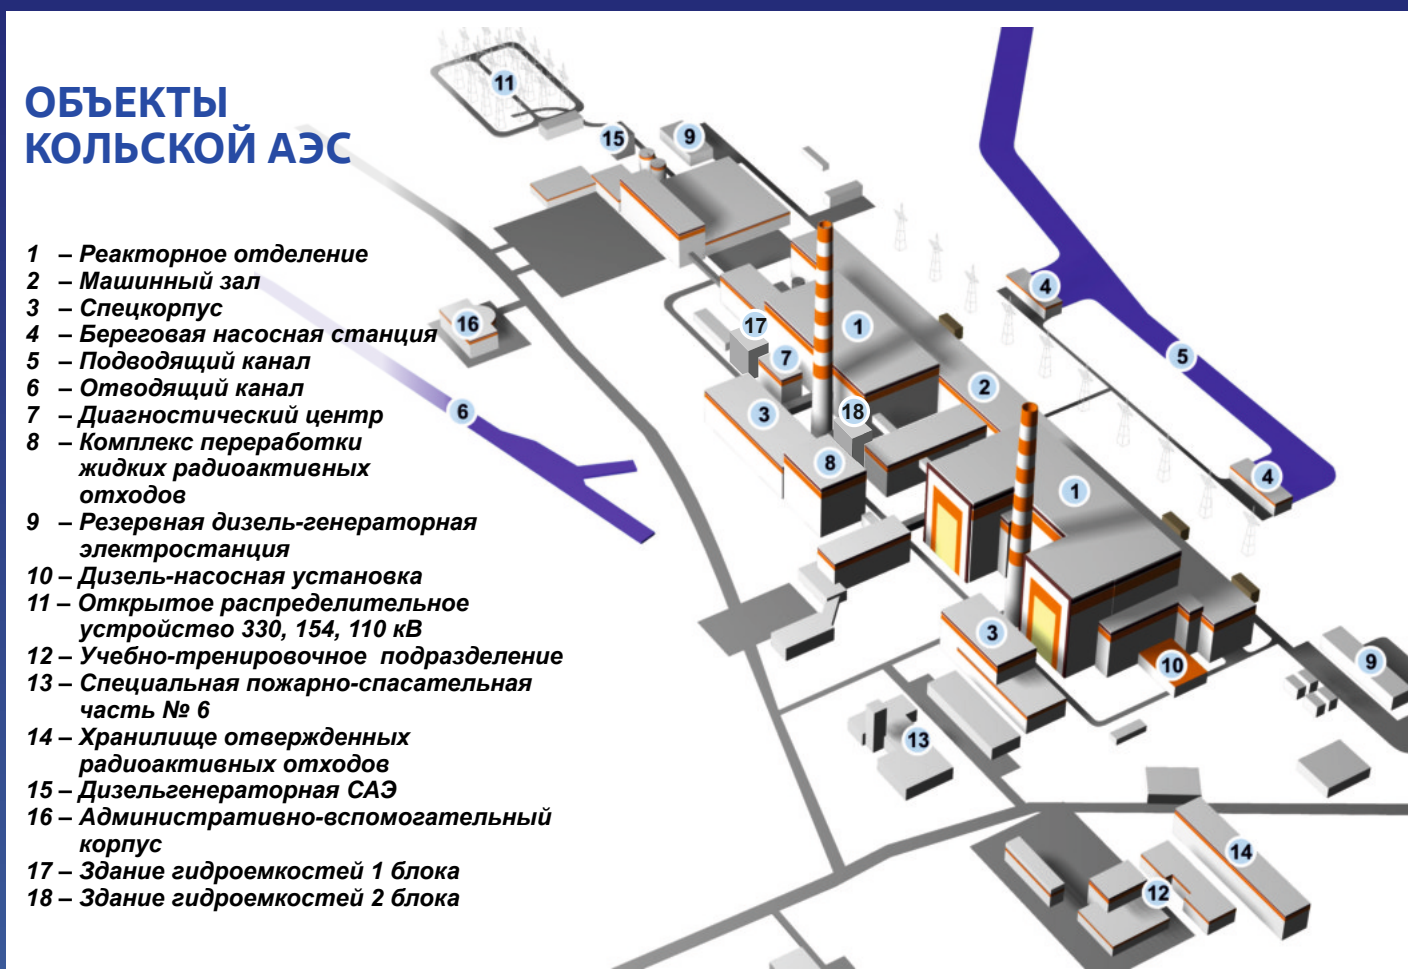 ОБЪЕКТЫ
КОЛЬСКОЙ АЭС
1 – Реакторное отделение
2 – Машинный зал
3 – Спецкорпус
4 – Береговая насосная станция
5 – Подводящий канал
6 – Отводящий канал
7 – Диагностический центр
8 – Комплекс переработки
жидких радиоактивных
отходов
9 – Резервная дизель-генераторная
электростанция
10 – Дизель-насосная установка
11 – Открытое распределительное
устройство 330, 154, 110 кВ
12 – Учебно-тренировочное подразделение
13 – Специальная пожарно-спасательная
часть № 6
14 – Хранилище отвержденных
радиоактивных отходов
15 – Дизельгенераторная САЭ
16 – Административно-вспомогательный
корпус
17 – Здание гидроемкостей 1 блока
18 – Здание гидроемкостей 2 блока
11
15
9
4
16
17
1
7
5
2
6
3
18
8
4
1
3
10
9
13
14
12